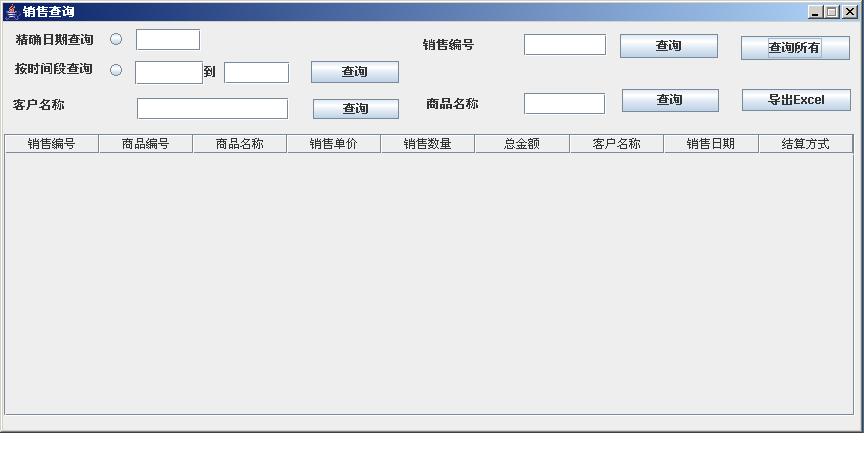 销售查询
精确日期查询
销售编号 查询 查询所有
按时间段查询 到 查询
客户名称 查询 商品名称 查询 导出Excel
销售编号 商品编号 商品名称 销售单价 销售数量 总金额 客户名称 销售日期 结算方式